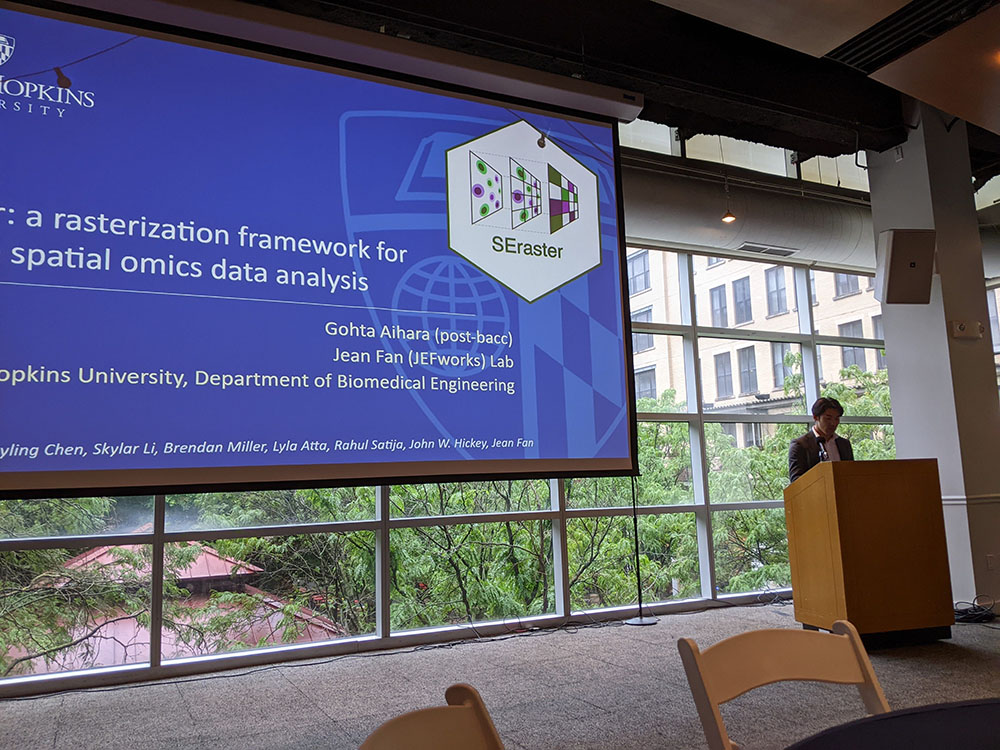 HOPKINS
ERSITY
SEraster
: a rasterization framework for
spatial omics data analysis
Gohta Aihara (post-bacc)
Jean Fan (JEFworks) Lab
opkins University, Department of Biomedical Engineering
yling Chen, Skylar Li, Brendan Miller, Lyla Atta, Rahul Satija, John W. Hickey, Jean Fan